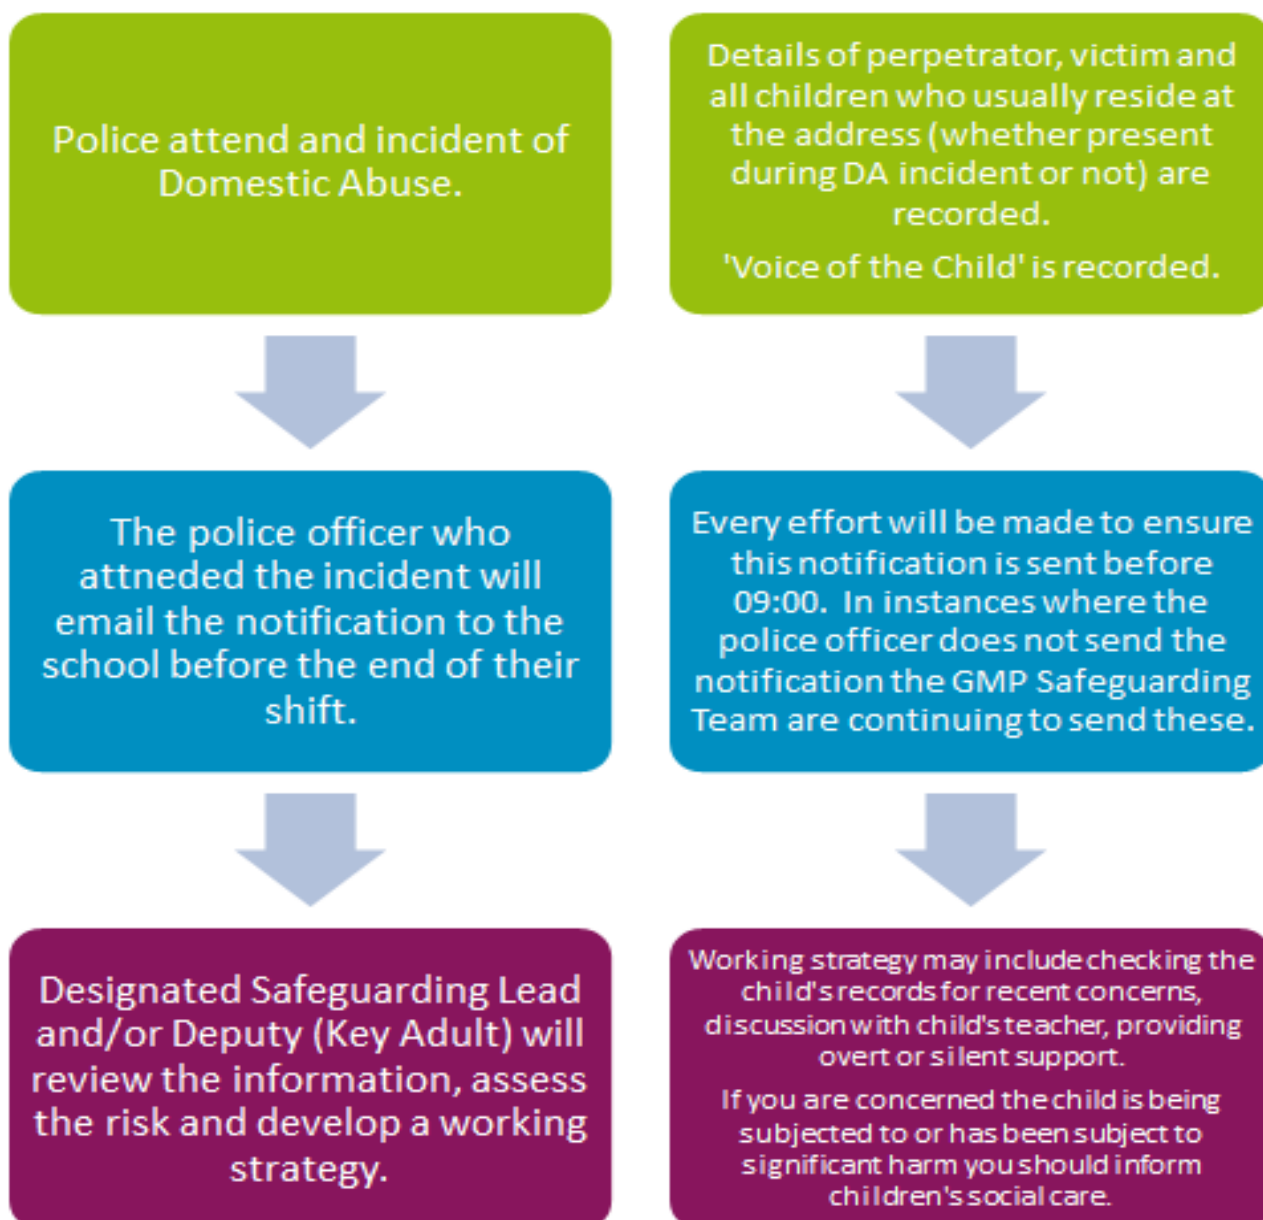 Police attend and incident of
Domestic Abuse.
Details of perpetrator, victim and
all children who usually reside at
the address (whether present
during DA incident or not) are
recorded.
'Voice of the Child' is recorded.
The police officer who
attneded the incident will
email the notification to the
school before the end of their
shift.
Every effort will be made to ensure
this notification is sent before
09:00.  In instances where the
police officer does not send the
notification the GMP Safeguarding
Team are continuing to send these.
Designated Safeguarding Lead
and/or Deputy (Key Adult) will
review the information, assess
the risk and develop a working
strategy.
Working strategy may include checking the
child's records for recent concerns,
discussion with child's teacher, providing
overt or silent support.
If you are concerned the child is being
subjected to or has been subject to
significant harm you should inform
children's social care.